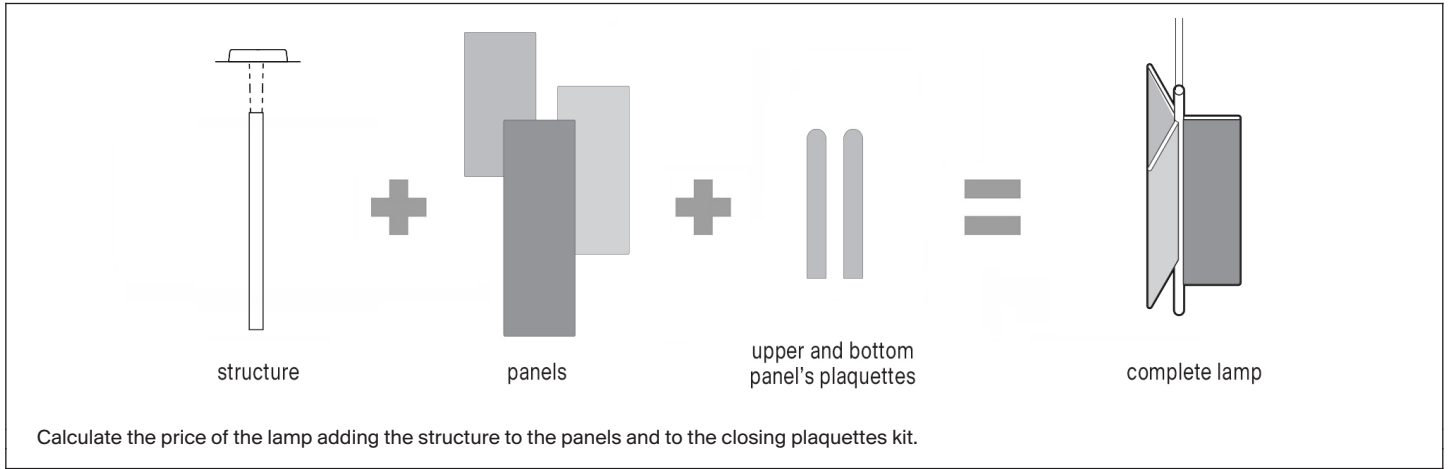 structure
panels
upper and bottom
panel's plaquettes
complete lamp
Calculate the price of the lamp adding the structure to the panels and to the closing plaquettes kit.